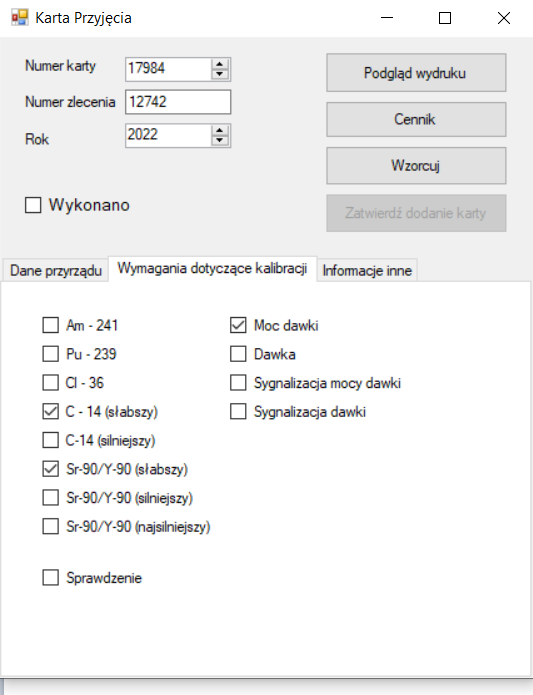 Karta Przyjęcia
Numer karty 17984
Numer zlecenia 12742
Rok 2022
Wykonano
Podgląd wydruku
Cennik
Wzorcuj
Zatwierdź dodanie karty
Dane przyrządu Wymagania dotyczące kalibracji Informacje inne
Am - 241
Pu - 239
Cl - 36
C - 14 (słabszy)
C-14 (silniejszy)
Sr-90/Y-90 (słabszy)
Sr-90/Y-90 (silniejszy)
Sr-90/Y-90 (najsilniejszy)
Sprawdzenie
Moc dawki
Dawka
Sygnalizacja mocy dawki
Sygnalizacja dawki